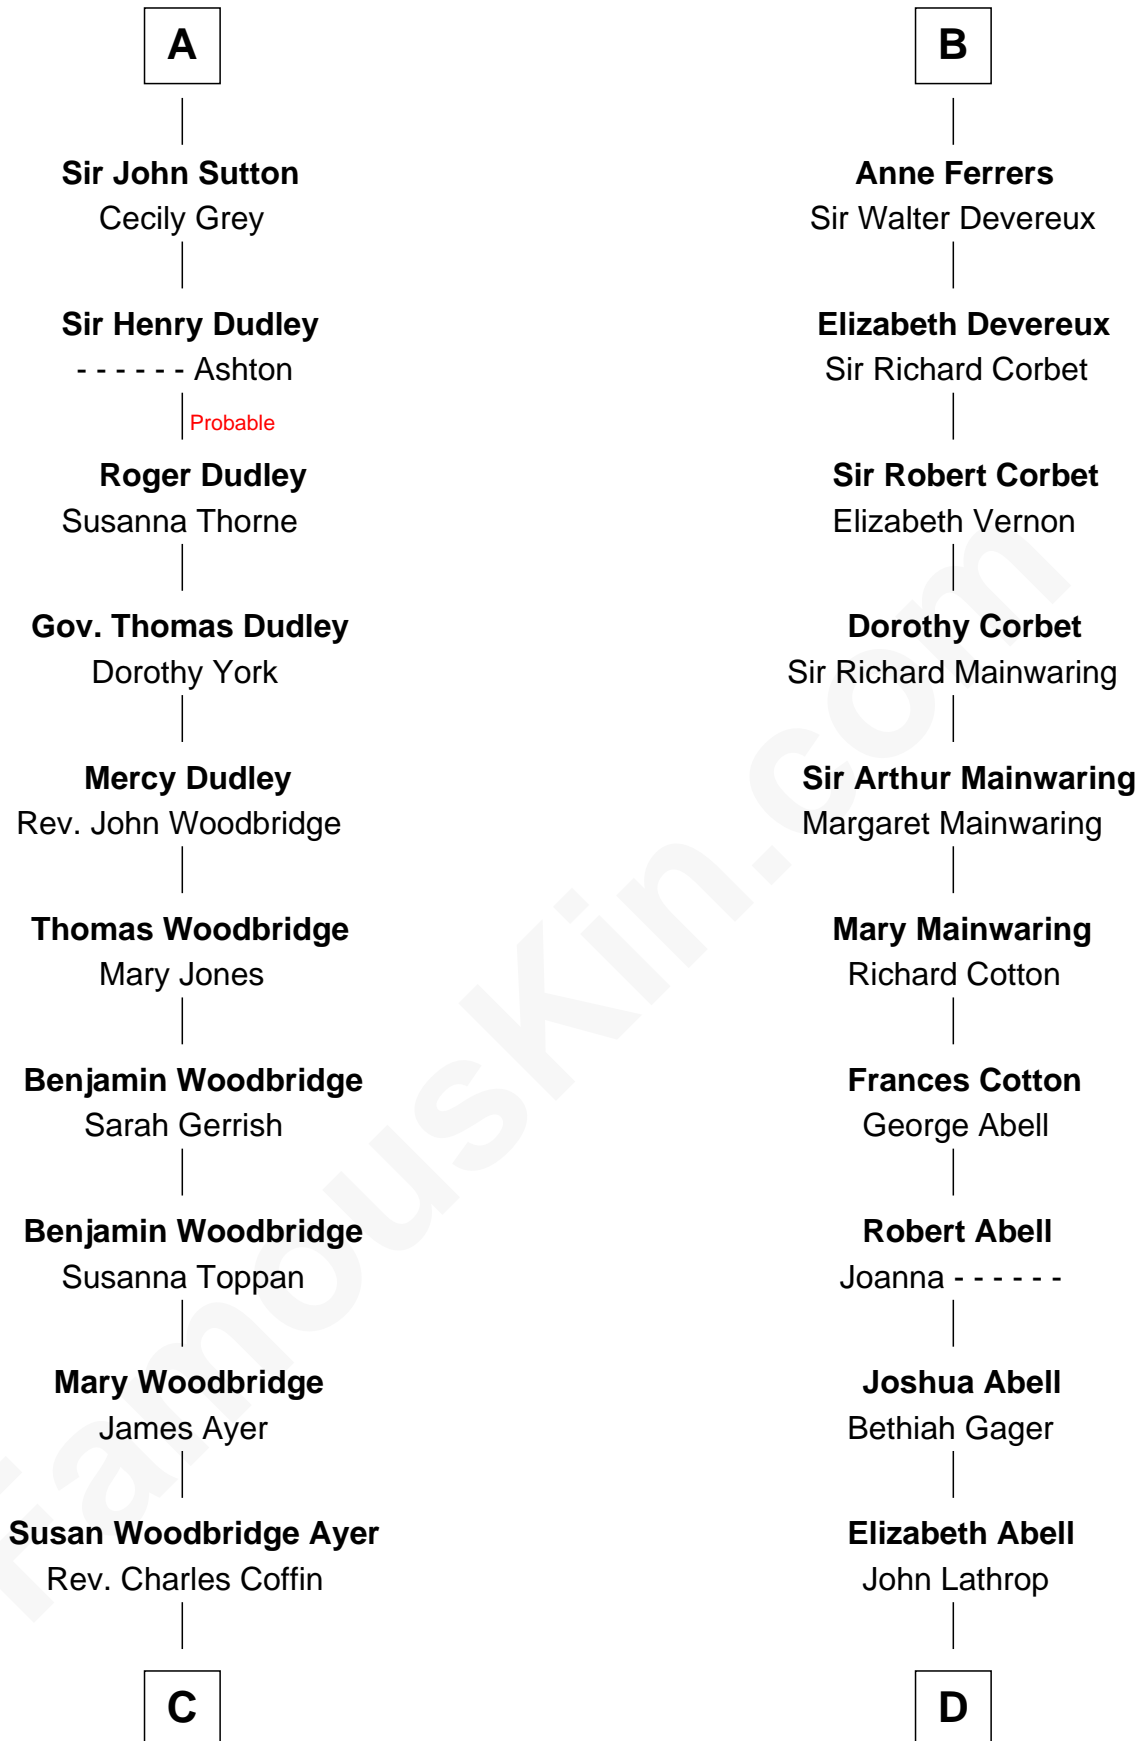 A
Sir John Sutton
Cecily Grey
Sir Henry Dudley
- - - - - - Ashton
Probable
Roger Dudley
Susanna Thorne
Gov. Thomas Dudley
Dorothy York
Mercy Dudley
Rev. John Woodbridge
Thomas Woodbridge
Mary Jones
Benjamin Woodbridge
Sarah Gerrish
Benjamin Woodbridge
Susanna Toppan
Mary Woodbridge
James Ayer
Susan Woodbridge Ayer
Rev. Charles Coffin
C
B
Anne Ferrers
Sir Walter Devereux
Elizabeth Devereux
Sir Richard Corbet
Sir Robert Corbet
Elizabeth Vernon
Dorothy Corbet
Sir Richard Mainwaring
Sir Arthur Mainwaring
Margaret Mainwaring
Mary Mainwaring
Richard Cotton
Frances Cotton
George Abell
Robert Abell
Joanna - - - - - -
Joshua Abell
Bethiah Gager
Elizabeth Abell
John Lathrop
D
FamousKin.com